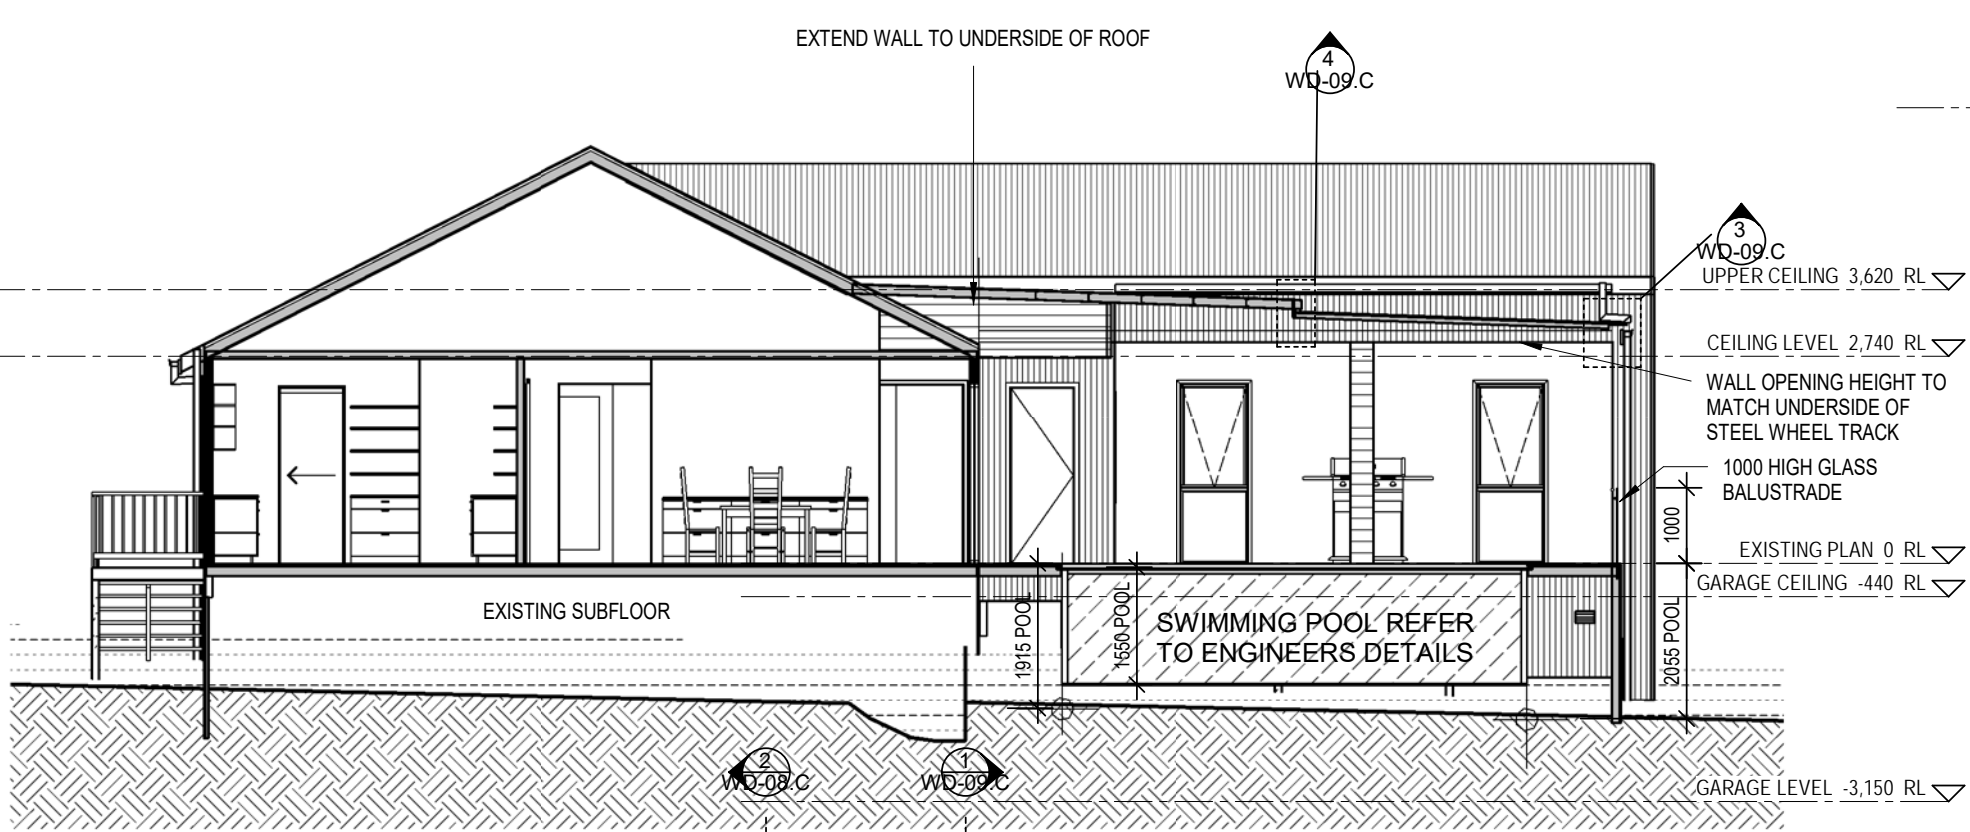 EXTEND WALL TO UNDERSIDE OF ROOF
4
WD-09.C
3
WD-09.C
UPPER CEILING 3,620 RL
CEILING LEVEL 2,740 RL
WALL OPENING HEIGHT TO
MATCH UNDERSIDE OF
STEEL WHEEL TRACK
1000 HIGH GLASS
BALUSTRADE
1000
EXISTING PLAN 0 RL
GARAGE CEILING -440 RL
EXISTING SUBFLOOR
1915 POOL
1550 POOL
SWIMMING POOL REFER
TO ENGINEERS DETAILS
2055 POOL
2
WD-08.C
1
WD-09.C
GARAGE LEVEL -3,150 RL